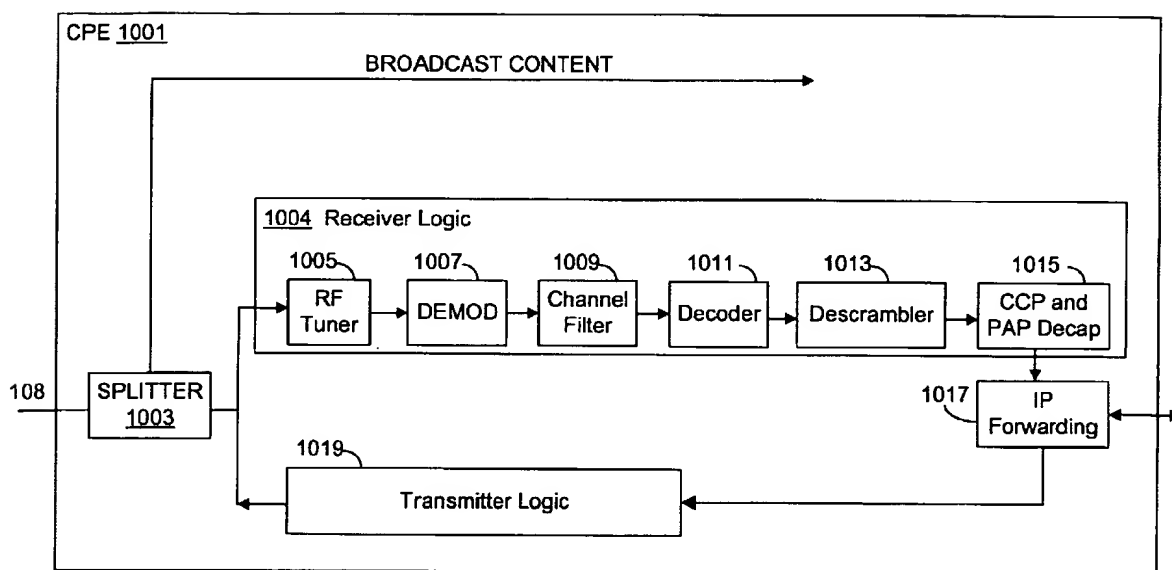 CPE 1001
BROADCAST CONTENT
1004 Receiver Logic
1005
1007
1009
1011
1013
1015
RF
Tuner
DEMOD
Channel
Filter
Decoder
Descrambler
CCP and
PAP Decap
108
SPLITTER
1003
1017
IP
Forwarding
1019
Transmitter Logic